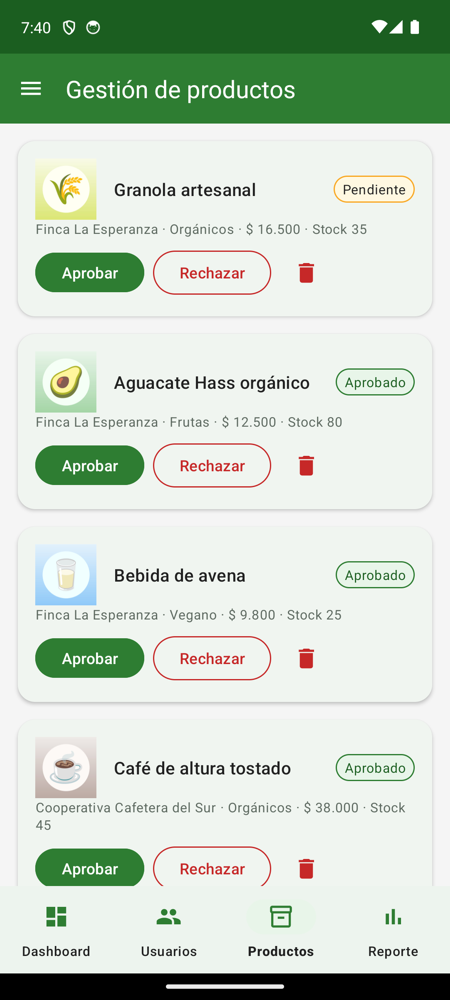 7:40
Gestión de productos
Granola artesanal
Pendiente
Finca La Esperanza · Orgánicos · $ 16.500 · Stock 35
Aprobar
Rechazar
Aguacate Hass orgánico
Aprobado
Finca La Esperanza · Frutas · $ 12.500 · Stock 80
Aprobar
Rechazar
Bebida de avena
Aprobado
Finca La Esperanza · Vegano · $ 9.800 · Stock 25
Aprobar
Rechazar
Café de altura tostado
Aprobado
Cooperativa Cafetera del Sur · Orgánicos · $ 38.000 · Stock
45
Aprobar
Rechazar
Dashboard
Usuarios
Productos
Reporte